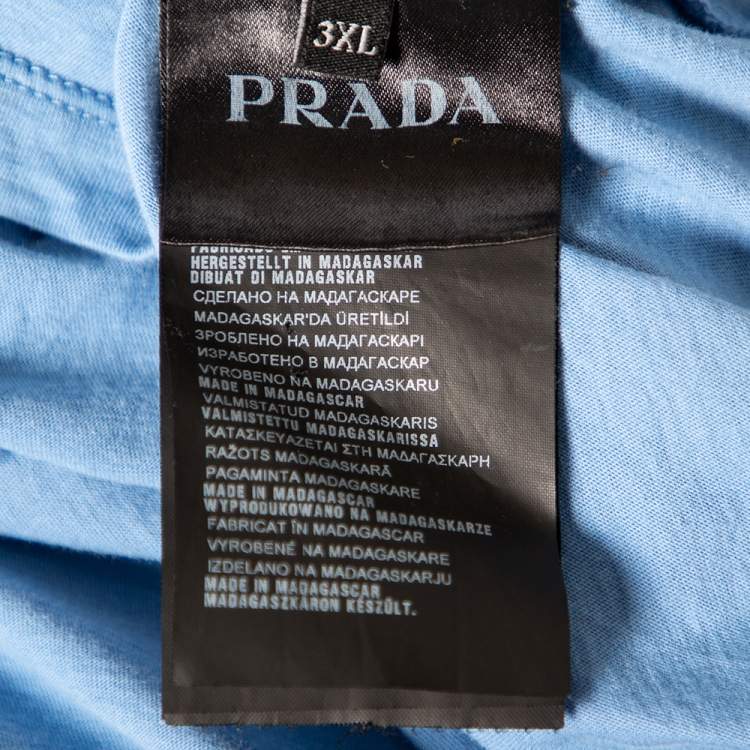 3XL
PRADA
HERGESTELLT IN MADAGASKAR
DIBUAT DI MADAGASKAR
СДЕЛАНО НА МАДАГАСКАРЕ
MADAGASKAR'DA ÜRETİLDİ
ЗРОБЛЕНО НА МАДАГАСКАРІ
ИЗРАБОТЕНО В МАДАГАСКАР
VYROBENO NA MADAGASKARU
MADE IN MADAGASCAR
VALMISTATUD MADAGASKARIS
VALMISTETTU MADAGASKARISSA
ΚΑΤΑΣΚΕΥΑΖΕΤΑΙ ΣΤΗ ΜΑΔΑΓΑΣΚΑΡΗ
RAŽOTS MADAGASKARĀ
PAGAMINTA MADAGASKARE
MADE IN MADAGASCAR
WYPRODUKOWANO NA MADAGASKARZE
FABRICAT ÎN MADAGASCAR
VYROBENÉ NA MADAGASKARE
IZDELANO NA MADAGASKARJU
MADE IN MADAGASCAR
MADAGASZKÁRON KÉSZÜLT.